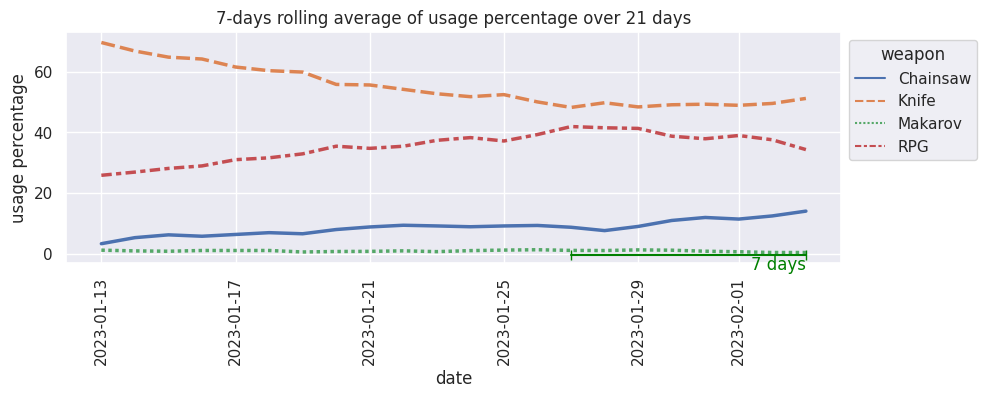 7-days rolling average of usage percentage over 21 days
usage percentage
60
40
20
0
weapon
Chainsaw
Knife
Makarov
RPG
7 days
2023-01-13
2023-01-17
2023-01-21
2023-01-25
2023-01-29
2023-02-01
date